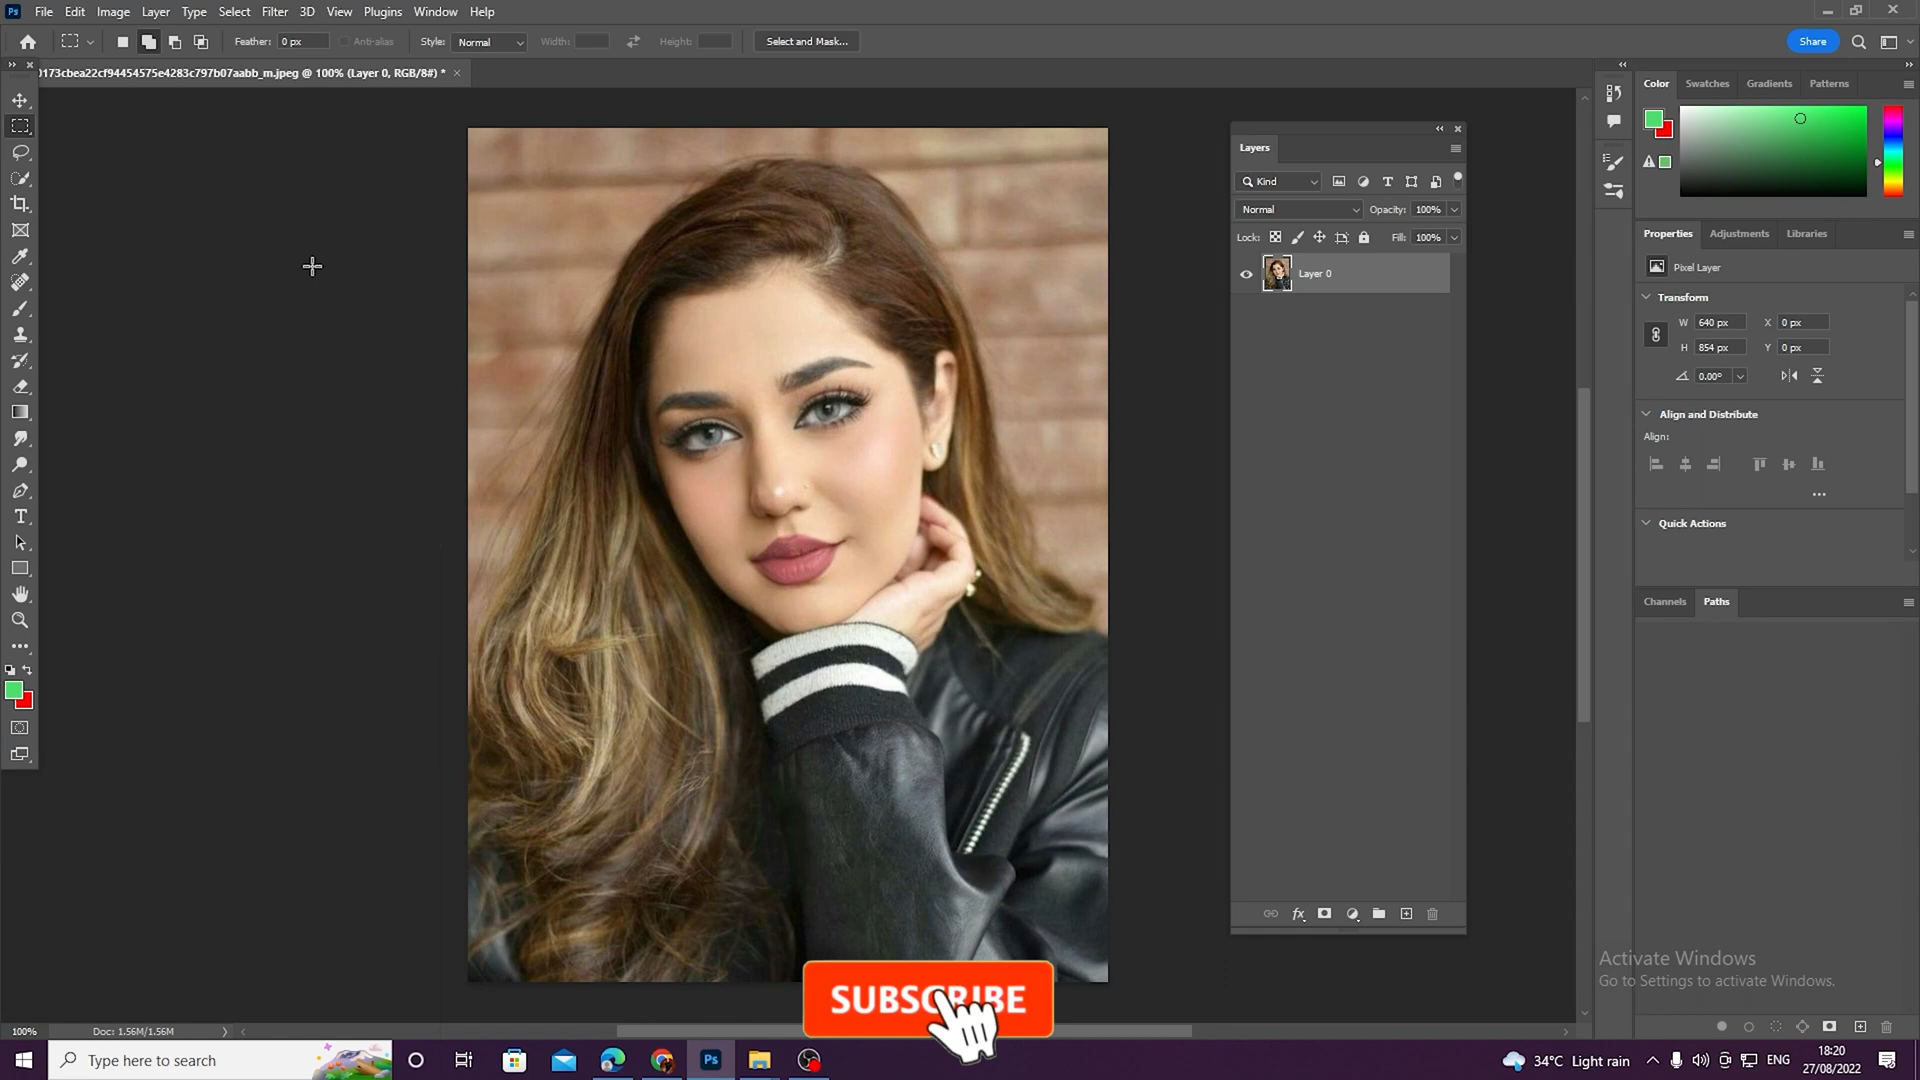 Ps File Edit Image Layer Type Select Filter 3D View Plugins Window Help
Feather: 0 px Anti-alias Style: Normal Width: Height: Select and Mask... Share
0173cbea22cf94454575e4283c797b07aabb_m.jpeg @ 100% (Layer 0, RGB/8#) * ×
Color Swatches Gradients Patterns
Layers
Kind
Normal Opacity: 100%
Lock: Fill: 100%
Layer 0
Properties Adjustments Libraries
Pixel Layer
Transform
W 640 px X 0 px
H 854 px Y 0 px
0.00°
Align and Distribute
Align:
Quick Actions
Channels Paths
SUBSCRIBE
Activate Windows
Go to Settings to activate Windows.
100% Doc: 1.56M/1.56M
Type here to search
Ps
34°C Light rain
ENG
18:20
27/08/2022